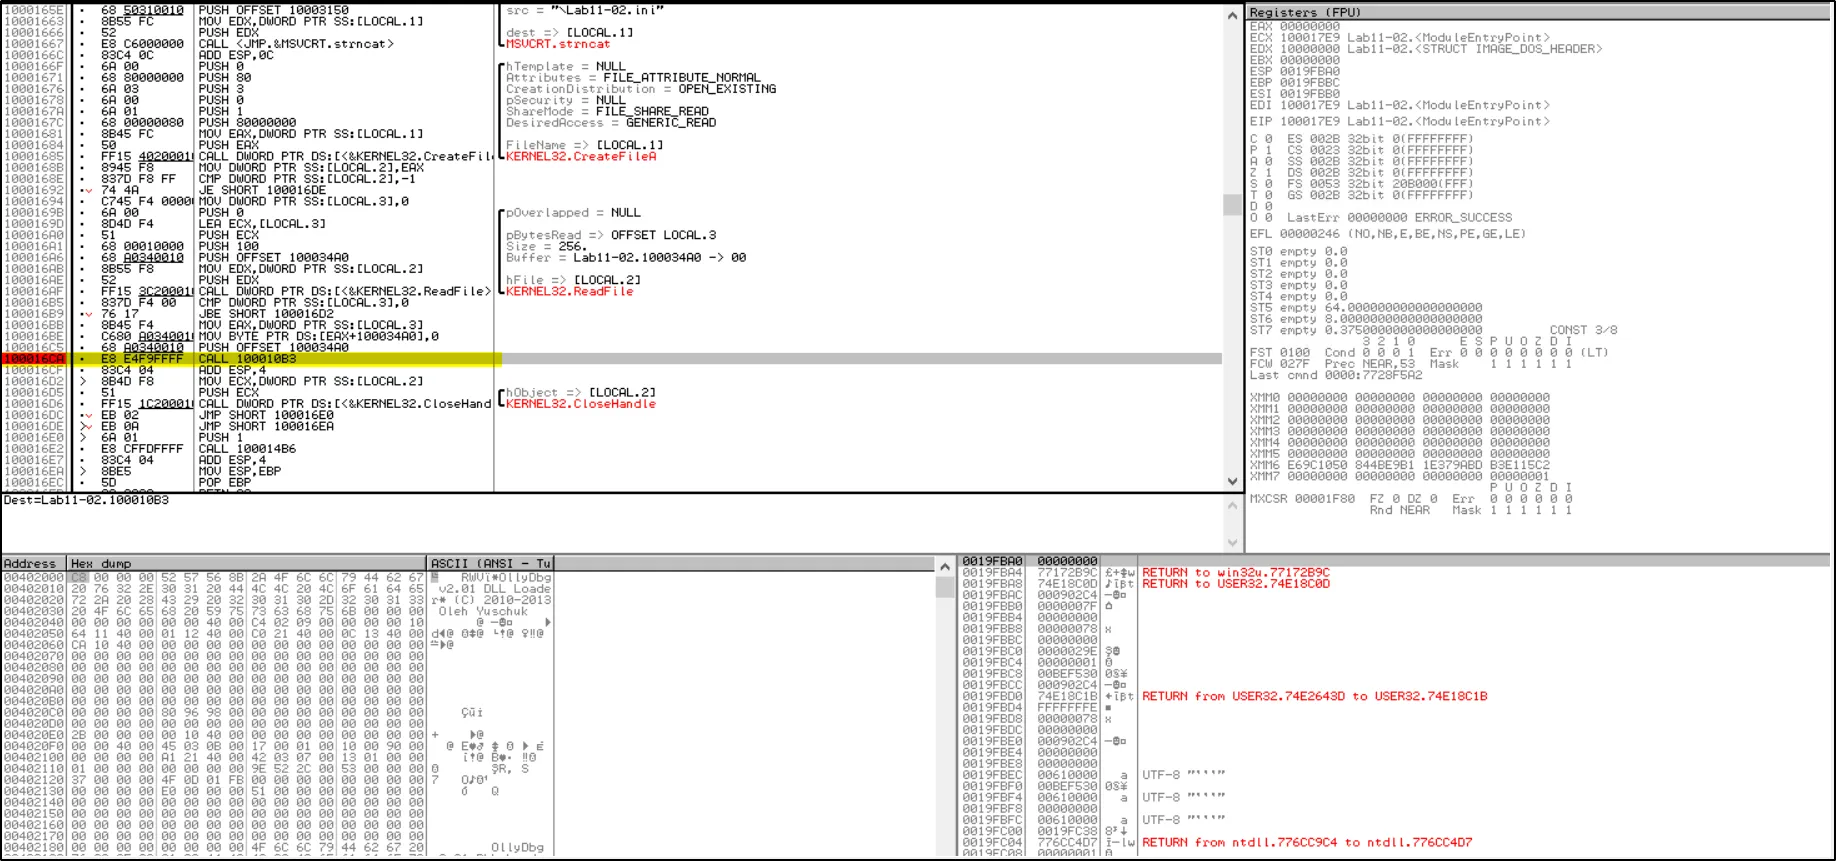 1000165E · 68 50310010 PUSH OFFSET 10003150 src = "\Lab11-02.ini"
10001663 · 8B55 FC MOV EDX,DWORD PTR SS:[LOCAL.1]
10001666 · 52 PUSH EDX dest => [LOCAL.1]
10001667 · E8 C6000000 CALL <JMP.&MSVCRT.strncat> MSVCRT.strncat
1000166C · 83C4 0C ADD ESP,0C
1000166F · 6A 00 PUSH 0 hTemplate = NULL
10001671 · 68 80000000 PUSH 80 Attributes = FILE_ATTRIBUTE_NORMAL
10001676 · 6A 03 PUSH 3 CreationDistribution = OPEN_EXISTING
10001678 · 6A 00 PUSH 0 pSecurity = NULL
1000167A · 6A 01 PUSH 1 ShareMode = FILE_SHARE_READ
1000167C · 68 00000080 PUSH 80000000 DesiredAccess = GENERIC_READ
10001681 · 8B45 FC MOV EAX,DWORD PTR SS:[LOCAL.1]
10001684 · 50 PUSH EAX FileName => [LOCAL.1]
10001685 · FF15 40200010 CALL DWORD PTR DS:[<&KERNEL32.CreateFile KERNEL32.CreateFileA
1000168B · 8945 F8 MOV DWORD PTR SS:[LOCAL.2],EAX
1000168E · 837D F8 FF CMP DWORD PTR SS:[LOCAL.2],-1
10001692 · 74 4A JE SHORT 100016DE
10001694 · C745 F4 0000 MOV DWORD PTR SS:[LOCAL.3],0
1000169B · 6A 00 PUSH 0 pOverlapped = NULL
1000169D · 8D4D F4 LEA ECX,[LOCAL.3]
100016A0 · 51 PUSH ECX pBytesRead => OFFSET LOCAL.3
100016A1 · 68 00010000 PUSH 100 Size = 256.
100016A6 · 68 A0340010 PUSH OFFSET 100034A0 Buffer = Lab11-02.100034A0 -> 00
100016AB · 8B55 F8 MOV EDX,DWORD PTR SS:[LOCAL.2]
100016AE · 52 PUSH EDX hFile => [LOCAL.2]
100016AF · FF15 3C200010 CALL DWORD PTR DS:[<&KERNEL32.ReadFile> KERNEL32.ReadFile
100016B5 · 837D F4 00 CMP DWORD PTR SS:[LOCAL.3],0
100016B9 · 76 17 JBE SHORT 100016D2
100016BB · 8B45 F4 MOV EAX,DWORD PTR SS:[LOCAL.3]
100016BE · C680 A0340010 MOV BYTE PTR DS:[EAX+100034A0],0
100016C5 · 68 A0340010 PUSH OFFSET 100034A0
100016CA · E8 E4F9FFFF CALL 100010B3
100016CF · 83C4 04 ADD ESP,4
100016D2 > 8B4D F8 MOV ECX,DWORD PTR SS:[LOCAL.2]
100016D5 · 51 PUSH ECX hObject => [LOCAL.2]
100016D6 · FF15 1C200010 CALL DWORD PTR DS:[<&KERNEL32.CloseHand KERNEL32.CloseHandle
100016DC · EB 02 JMP SHORT 100016E0
100016DE > EB 0A JMP SHORT 100016EA
100016E0 > 6A 01 PUSH 1
100016E2 · E8 CFFDFFFF CALL 100014B6
100016E7 · 83C4 04 ADD ESP,4
100016EA > 8BE5 MOV ESP,EBP
100016EC · 5D POP EBP
Dest=Lab11-02.100010B3
Registers (FPU)
EAX 00000000
ECX 100017E9 Lab11-02.<ModuleEntryPoint>
EDX 10000000 Lab11-02.<STRUCT IMAGE_DOS_HEADER>
EBX 00000000
ESP 0019FBA0
EBP 0019FBBC
ESI 0019FBB0
EDI 100017E9 Lab11-02.<ModuleEntryPoint>
EIP 100017E9 Lab11-02.<ModuleEntryPoint>
C 0 ES 002B 32bit 0(FFFFFFFF)
P 1 CS 0023 32bit 0(FFFFFFFF)
A 0 SS 002B 32bit 0(FFFFFFFF)
Z 1 DS 002B 32bit 0(FFFFFFFF)
S 0 FS 0053 32bit 20B000(FFF)
T 0 GS 002B 32bit 0(FFFFFFFF)
D 0
O 0 LastErr 00000000 ERROR_SUCCESS
EFL 00000246 (NO,NB,E,BE,NS,PE,GE,LE)
ST0 empty 0.0
ST1 empty 0.0
ST2 empty 0.0
ST3 empty 0.0
ST4 empty 0.0
ST5 empty 64.000000000000000000
ST6 empty 8.0000000000000000000
ST7 empty 0.3750000000000000000 CONST 3/8
3 2 1 0 E S P U O Z D I
FST 0100 Cond 0 0 0 1 Err 0 0 0 0 0 0 0 0 (LT)
FCW 027F Prec NEAR,53 Mask 1 1 1 1 1 1
Last cmnd 0000:7728F5A2
XMM0 00000000 00000000 00000000 00000000
XMM1 00000000 00000000 00000000 00000000
XMM2 00000000 00000000 00000000 00000000
XMM3 00000000 00000000 00000000 00000000
XMM4 00000000 00000000 00000000 00000000
XMM5 00000000 00000000 00000000 00000000
XMM6 E69C1050 844BE9B1 1E379ABD B3E115C2
XMM7 00000000 00000000 00000000 00000001
P U O Z D I
MXCSR 00001F80 FZ 0 DZ 0 Err 0 0 0 0 0 0
Rnd NEAR Mask 1 1 1 1 1 1
Address Hex dump ASCII (ANSI - Tu
00402000 C8 00 00 00 52 57 56 8B 2A 4F 6C 6C 79 44 62 67 RWVï*OllyDbg
00402010 20 76 32 2E 30 31 20 44 4C 4C 20 4C 6F 61 64 65 v2.01 DLL Loade
00402020 72 2A 20 28 43 29 20 32 30 31 30 2D 32 30 31 33 r* (C) 2010-2013
00402030 20 4F 6C 65 68 20 59 75 73 63 68 75 6B 00 00 00 Oleh Yuschuk
00402040 00 00 00 00 00 00 40 00 C4 02 09 00 00 00 00 10
00402050 64 11 40 00 01 12 40 00 C0 21 40 00 0C 13 40 00
00402060 CA 10 40 00 00 00 00 00 00 00 00 00 00 00 00 00
00402070 00 00 00 00 00 00 00 00 00 00 00 00 00 00 00 00
00402080 00 00 00 00 00 00 00 00 00 00 00 00 00 00 00 00
00402090 00 00 00 00 00 00 00 00 00 00 00 00 00 00 00 00
004020A0 00 00 00 00 00 00 00 00 00 00 00 00 00 00 00 00
004020B0 00 00 00 00 00 00 00 00 00 00 00 00 00 00 00 00
004020C0 00 00 00 00 80 96 98 00 00 00 00 00 00 00 00 00
004020D0 00 00 00 00 00 00 00 00 00 00 00 00 00 00 00 00
004020E0 2B 00 00 00 00 10 40 00 00 00 00 00 00 00 00 00
004020F0 00 00 40 00 45 03 0B 00 17 00 01 00 10 00 90 00
00402100 00 00 00 00 A1 21 40 00 42 03 07 00 13 01 00 00
00402110 01 00 00 00 00 00 00 00 9E 52 2C 00 53 00 00 00
00402120 37 00 00 00 4F 0D 01 FB 00 00 00 00 00 00 00 00
00402130 00 00 00 00 E0 00 00 00 51 00 00 00 00 00 00 00
00402140 00 00 00 00 00 00 00 00 00 00 00 00 00 00 00 00
00402150 00 00 00 00 00 00 00 00 00 00 00 00 00 00 00 00
00402160 00 00 00 00 00 00 00 00 00 00 00 00 00 00 00 00
00402170 00 00 00 00 00 00 00 00 00 00 00 00 00 00 00 00
00402180 00 00 00 00 00 00 00 00 4F 6C 6C 79 44 62 67 20 OllyDbg
0019FBA0 00000000
0019FBA4 77172B9C RETURN to win32u.77172B9C
0019FBA8 74E18C0D RETURN to USER32.74E18C0D
0019FBAC 000902C4
0019FBB0 0000007F
0019FBB4 00000000
0019FBB8 00000078 x
0019FBBC 00000000
0019FBC0 0000029E
0019FBC4 00000001
0019FBC8 00BEF530
0019FBCC 000902C4
0019FBD0 74E18C1B RETURN from USER32.74E2643D to USER32.74E18C1B
0019FBD4 FFFFFFFE
0019FBD8 00000078 x
0019FBDC 00000000
0019FBE0 000902C4
0019FBE4 00000000
0019FBE8 00000000
0019FBEC 00610000 a UTF-8
0019FBF0 00BEF530
0019FBF4 00610000 a UTF-8
0019FBF8 00000000
0019FBFC 00610000 a UTF-8
0019FC00 0019FC38
0019FC04 776CC4D7 RETURN from ntdll.776CC9C4 to ntdll.776CC4D7